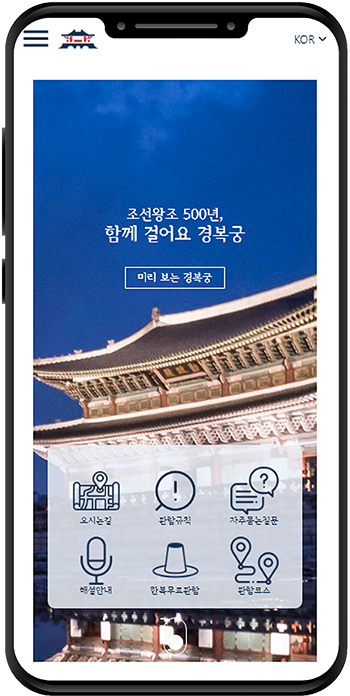 KOR
조선왕조 500년,
함께 걸어요 경복궁
미리 보는 경복궁
오시는길 관람규칙 자주묻는질문
해설안내 한복무료관람 관람코스